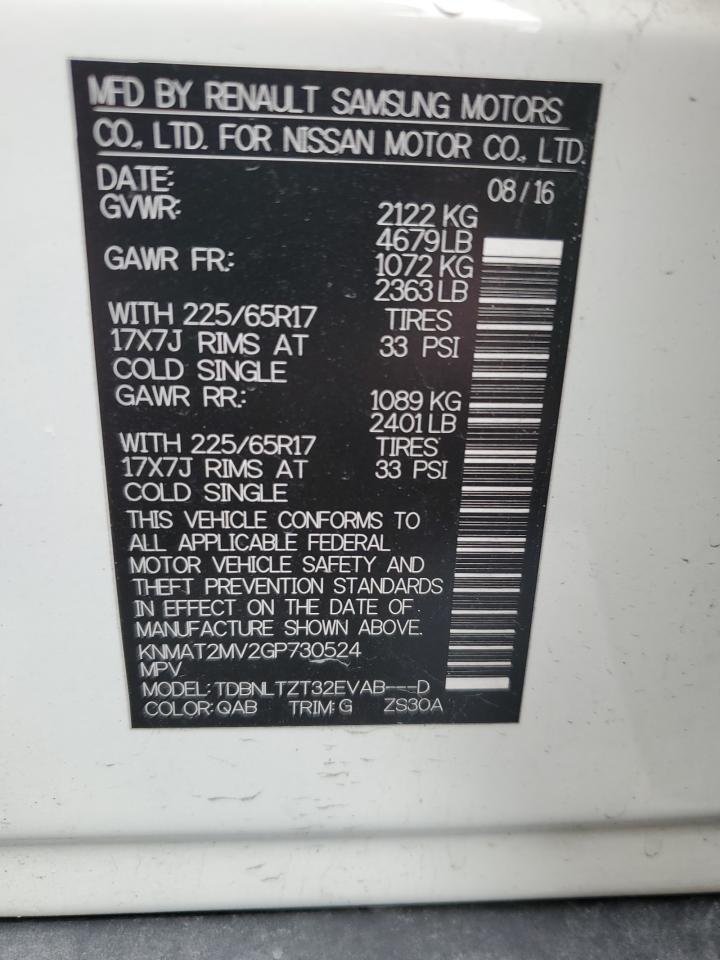 MFD BY RENAULT SAMSUNG MOTORS
CO., LTD. FOR NISSAN MOTOR CO., LTD.
DATE: 08/16
GVWR: 2122 KG
4679LB
GAWR FR: 1072 KG
2363LB
WITH 225/65R17 TIRES
17X7J RIMS AT 33 PSI
COLD SINGLE
GAWR RR: 1089 KG
2401LB
WITH 225/65R17 TIRES
17X7J RIMS AT 33 PSI
COLD SINGLE
THIS VEHICLE CONFORMS TO
ALL APPLICABLE FEDERAL
MOTOR VEHICLE SAFETY AND
THEFT PREVENTION STANDARDS
IN EFFECT ON THE DATE OF
MANUFACTURE SHOWN ABOVE.
KNMAT2MV2GP730524
MPV
MODEL: TDBNLTZT32EVAB---D
COLOR: QAB TRIM: G ZS30A